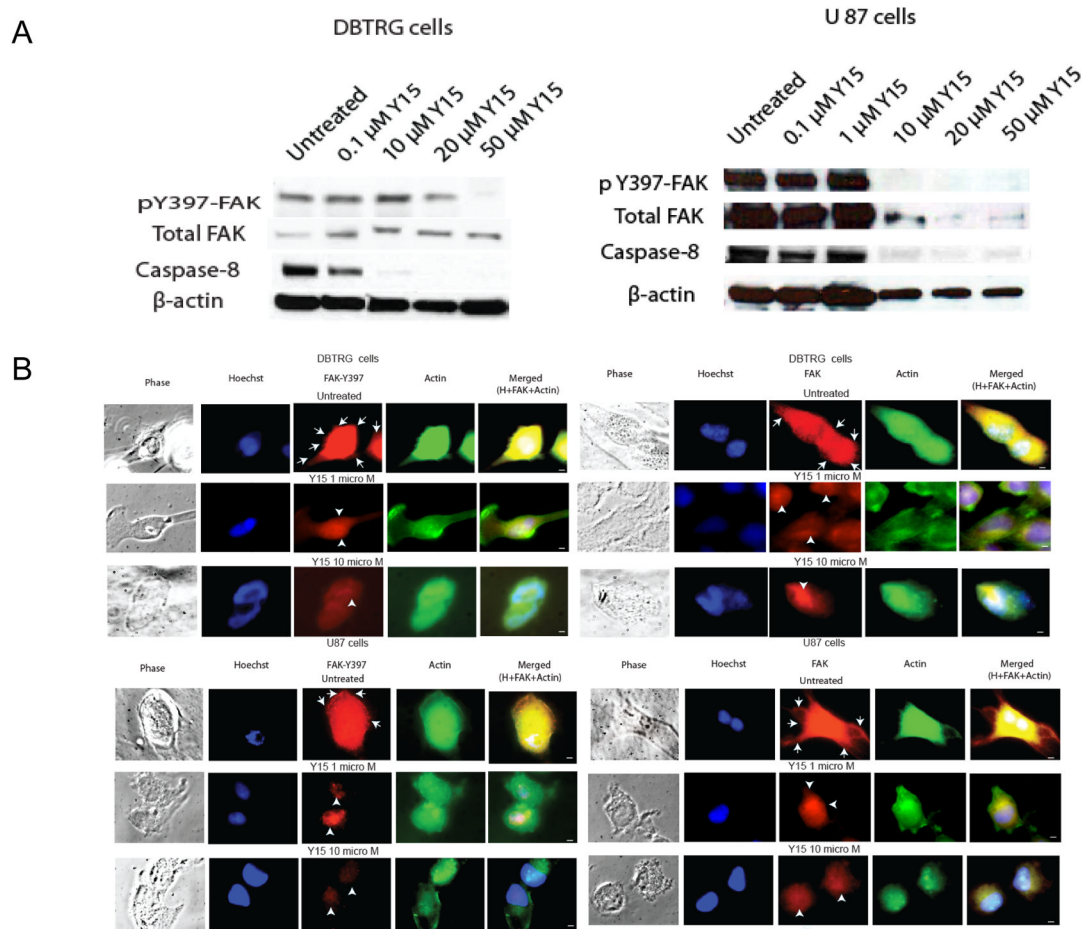 A
DBTRG cells
Untreated
0.1 µM Y15
10 µM Y15
20 µM Y15
50 µM Y15
pY397-FAK
Total FAK
Caspase-8
β-actin
U 87 cells
Untreated
0.1 µM Y15
1 µM Y15
10 µM Y15
20 µM Y15
50 µM Y15
p Y397-FAK
Total FAK
Caspase-8
β-actin
B
DBTRG cells
Phase Hoechst FAK-Y397 Actin Merged
(H+FAK+Actin)
Untreated
Y15 1 micro M
Y15 10 micro M
DBTRG cells
Phase Hoechst FAK Actin Merged
(H+FAK+Actin)
Untreated
Y15 1 micro M
Y15 10 micro M
U87 cells
Phase Hoechst FAK-Y397 Actin Merged
Untreated (H+FAK+Actin)
Y15 1 micro M
Y15 10 micro M
U87 cells
Phase Hoechst FAK Actin Merged
Untreated (H+FAK+Actin)
Y15 1 micro M
Y15 10 micro M